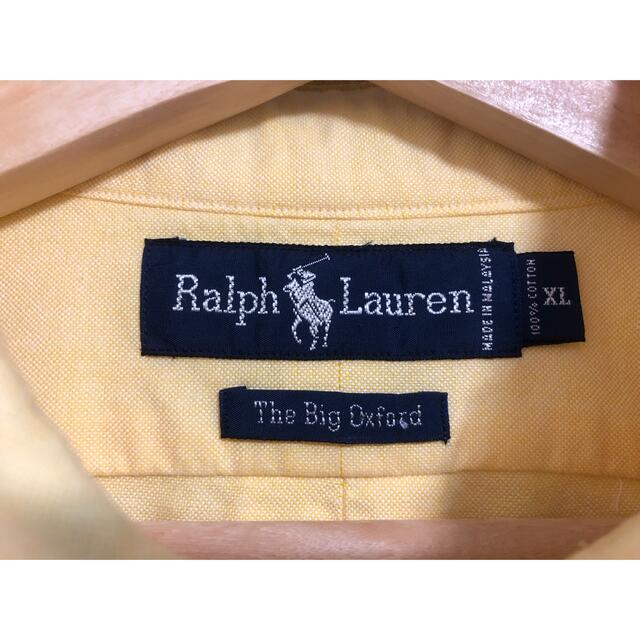 Ralph Lauren
MADE IN MALAYSIA
100% COTTON
XL
The Big Oxford